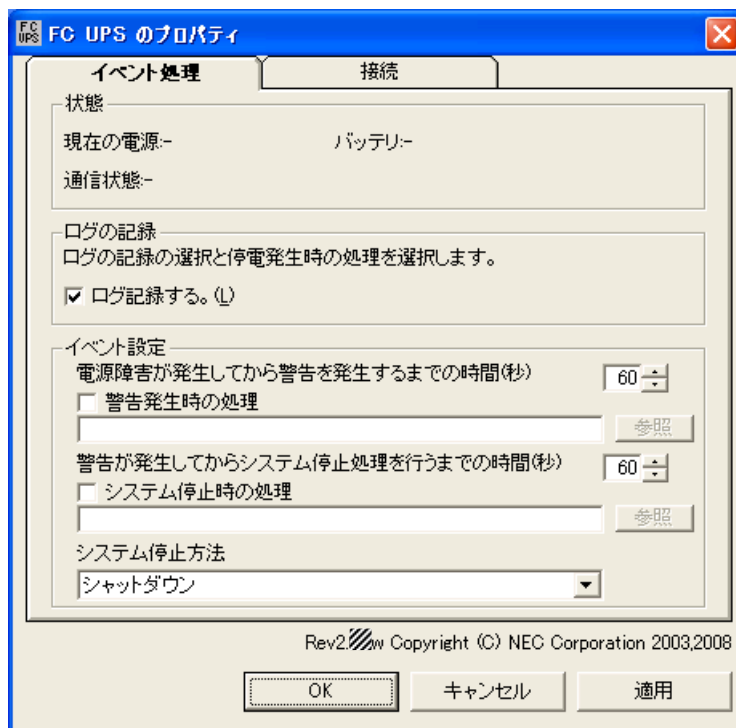 FC UPS
FC UPS のプロパティ
イベント処理
接続
状態
現在の電源:-
バッテリ:-
通信状態:-
ログの記録
ログの記録の選択と停電発生時の処理を選択します。
ログ記録する。(L)
イベント設定
電源障害が発生してから警告を発生するまでの時間(秒)
60
警告発生時の処理
参照
警告が発生してからシステム停止処理を行うまでの時間(秒)
60
システム停止時の処理
参照
システム停止方法
シャットダウン
Rev2. w Copyright (C) NEC Corporation 2003,2008
OK
キャンセル
適用